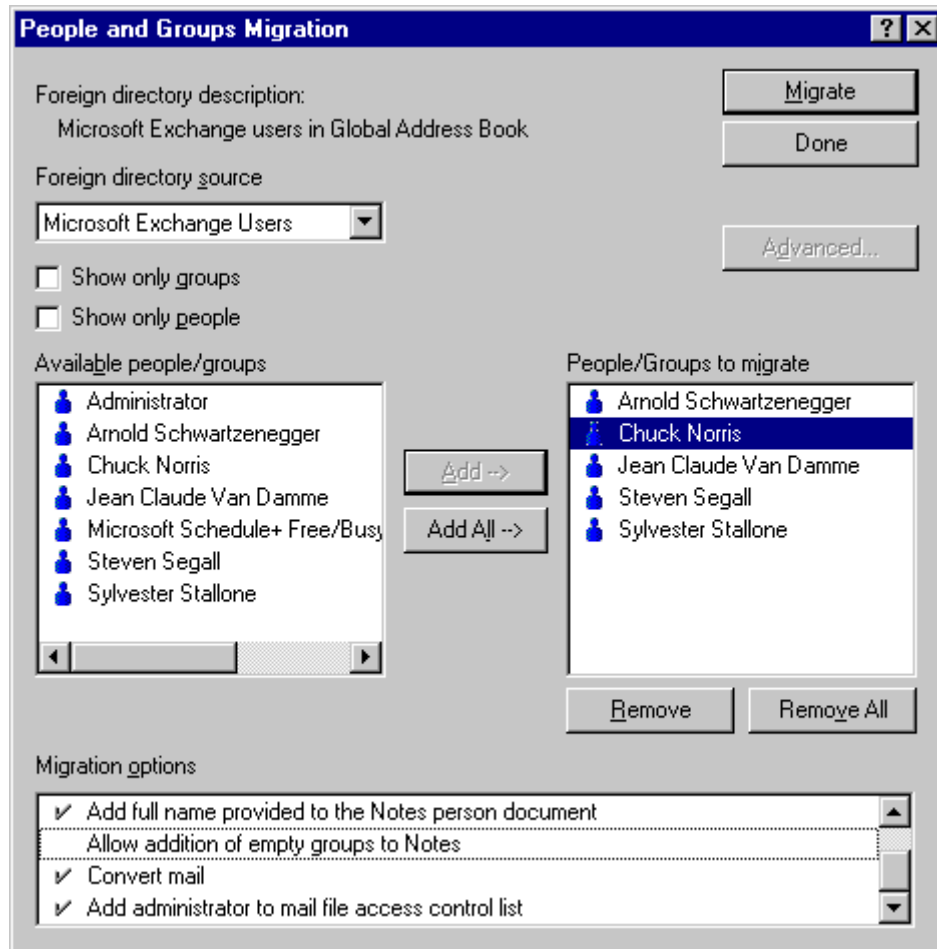 People and Groups Migration
Foreign directory description:
Microsoft Exchange users in Global Address Book
Migrate
Done
Foreign directory source
Microsoft Exchange Users
Advanced...
Show only groups
Show only people
Available people/groups
Administrator
Arnold Schwartzenegger
Chuck Norris
Jean Claude Van Damme
Microsoft Schedule+ Free/Busy
Steven Segall
Sylvester Stallone
Add -->
Add All -->
People/Groups to migrate
Arnold Schwartzenegger
Chuck Norris
Jean Claude Van Damme
Steven Segall
Sylvester Stallone
Remove
Remove All
Migration options
Add full name provided to the Notes person document
Allow addition of empty groups to Notes
Convert mail
Add administrator to mail file access control list